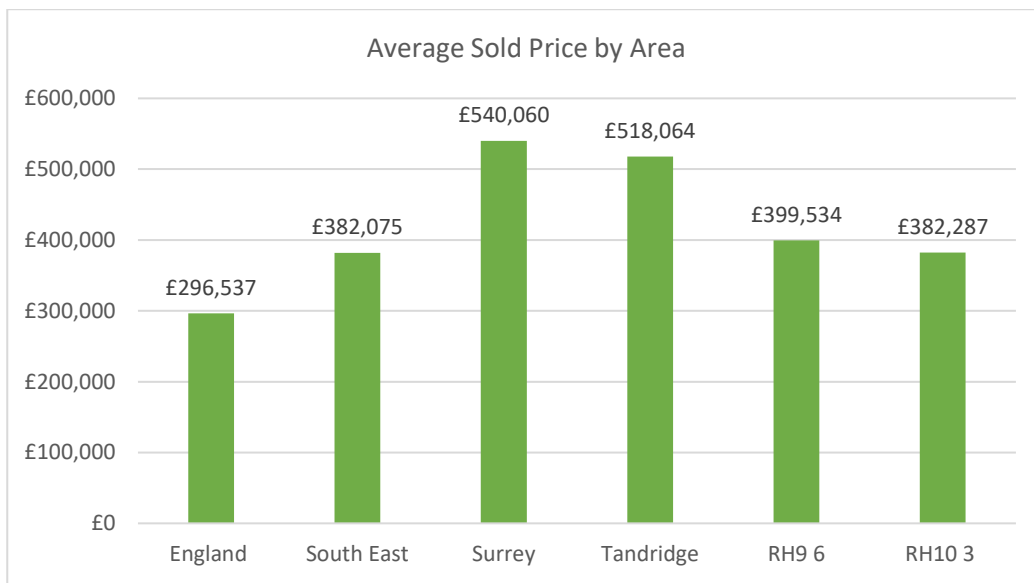 Average Sold Price by Area
£600,000
£500,000
£400,000
£300,000
£200,000
£100,000
£0
£296,537
£382,075
£540,060
£518,064
£399,534
£382,287
England
South East
Surrey
Tandridge
RH9 6
RH10 3